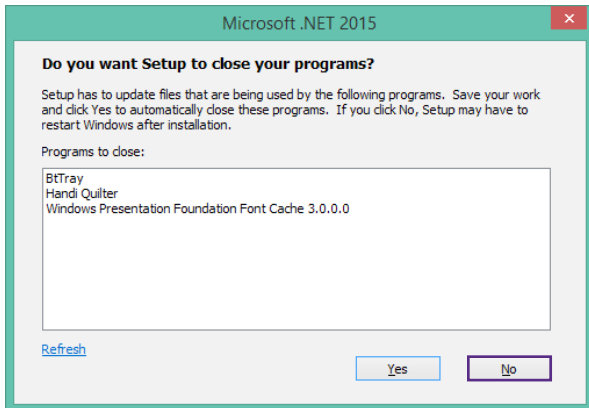 Microsoft .NET 2015
Do you want Setup to close your programs?
Setup has to update files that are being used by the following programs. Save your work
and click Yes to automatically close these programs. If you click No, Setup may have to
restart Windows after installation.
Programs to close:
BtTray
Handi Quilter
Windows Presentation Foundation Font Cache 3.0.0.0
Refresh
Yes No